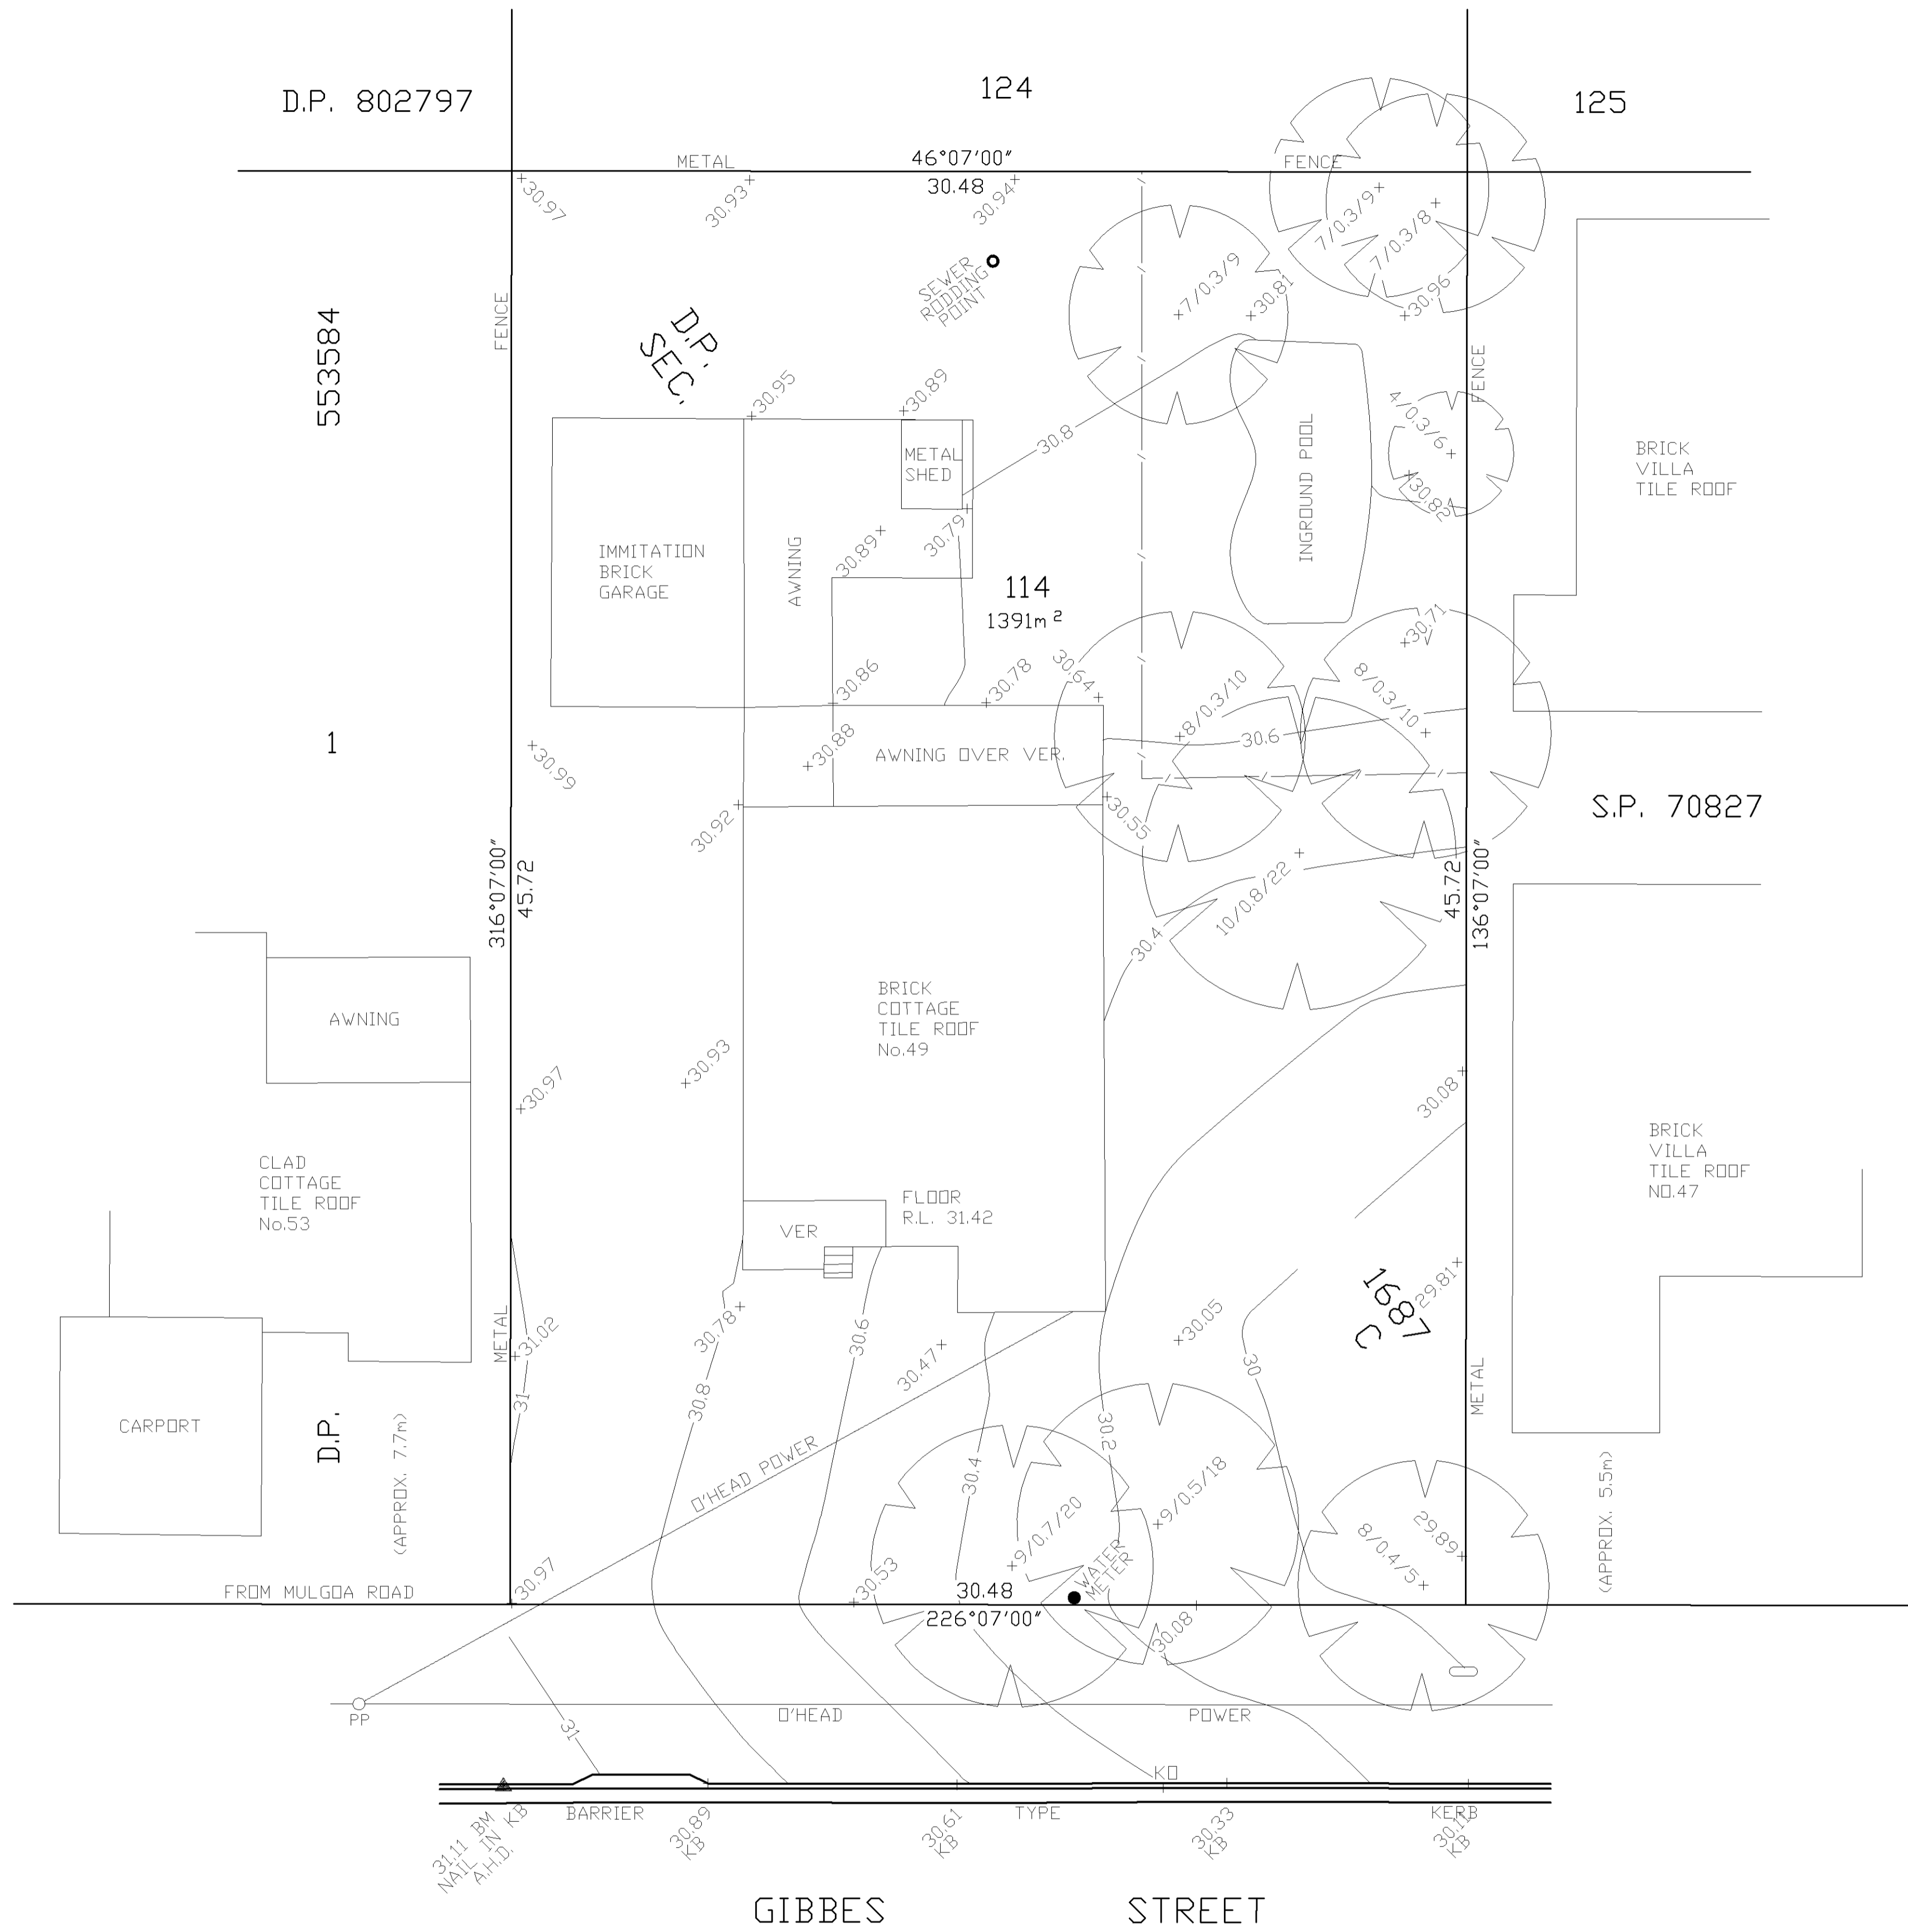 124
D.P. 802797
125
46°07'00"
METAL
FENCE
30.48
30.97
30.93
30.94
7/0.3/9
7/0.3/8
SEWER
RODDING
POINT
7/0.3/9
30.81
30.96
FENCE
553584
D.P.
SEC.
FENCE
30.95
30.89
4/0.3/6
30.8
METAL
SHED
INGROUND POOL
BRICK
VILLA
TILE ROOF
30.82
30.79
30.89
AWNING
IMMITATION
BRICK
GARAGE
114
1391m²
30.71
30.86
30.78
30.64
8/0.3/10
8/0.3/10
1
30.99
30.88
AWNING OVER VER.
30.6
30.92
30.55
S.P. 70827
316°07'00"
45.72
45.72
136°07'00"
10/0.8/22
30.4
AWNING
BRICK
COTTAGE
TILE ROOF
No.49
30.97
30.93
30.08
CLAD
COTTAGE
TILE ROOF
No.53
BRICK
VILLA
TILE ROOF
NO.47
FLOOR
R.L. 31.42
VER
1687
C
29.81
METAL
31.02
30.78
30.6
30.47
30.05
30
METAL
31
30.8
CARPORT
D.P.
(APPROX. 7.7m)
O'HEAD POWER
30.4
30.2
9/0.7/20
9/0.5/18
8/0.4/5
29.89
(APPROX. 5.5m)
WATER
METER
FROM MULGOA ROAD
30.97
30.53
30.48
226°07'00"
30.08
PP
O'HEAD
POWER
31
KO
BARRIER
TYPE
KERB
31.11 BM
NAIL IN KB
A.H.D.
30.89
KB
30.61
KB
30.33
KB
30.11
KB
GIBBES STREET